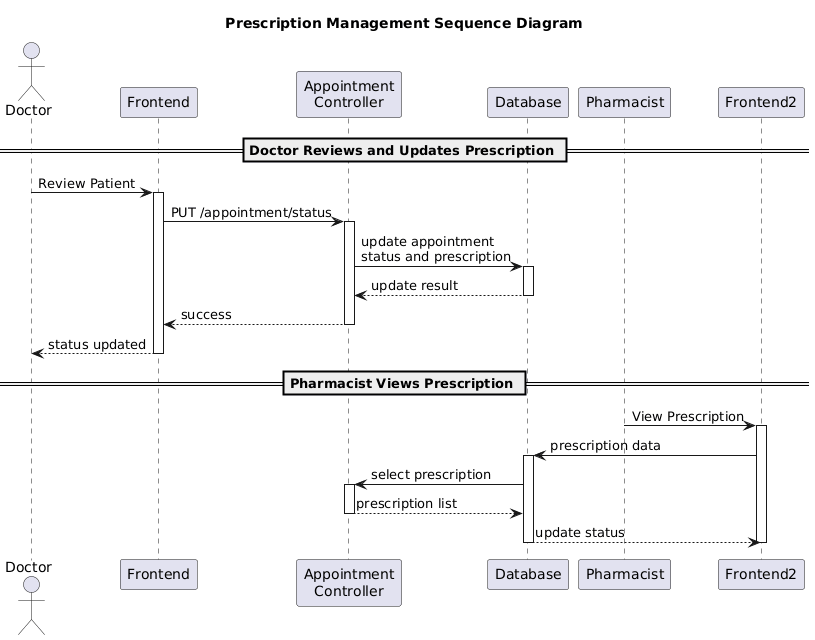 Prescription Management Sequence Diagram
Doctor
Frontend
Appointment
Controller
Database
Pharmacist
Frontend2
Doctor Reviews and Updates Prescription
Review Patient
PUT /appointment/status
update appointment
status and prescription
update result
success
status updated
Pharmacist Views Prescription
View Prescription
prescription data
select prescription
prescription list
update status
Doctor
Frontend
Appointment
Controller
Database
Pharmacist
Frontend2